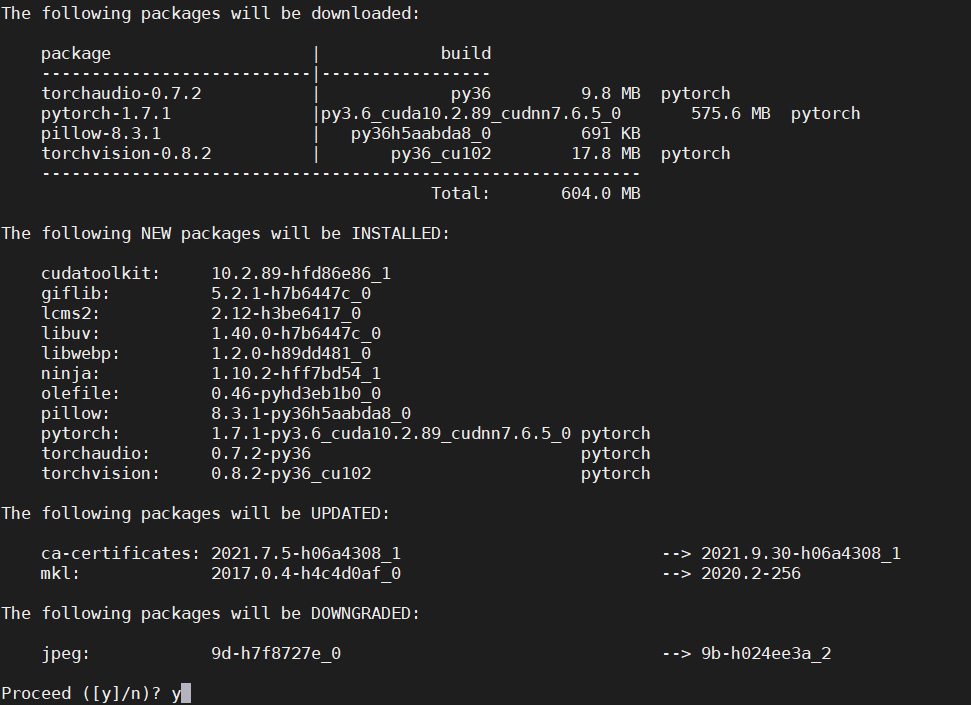 The following packages will be downloaded:
package | build
---------------------------|-----------------
torchaudio-0.7.2 | py36 9.8 MB pytorch
pytorch-1.7.1 |py3.6_cuda10.2.89_cudnn7.6.5_0 575.6 MB pytorch
pillow-8.3.1 | py36h5aabda8_0 691 KB
torchvision-0.8.2 | py36_cu102 17.8 MB pytorch
------------------------------------------------------------
Total: 604.0 MB
The following NEW packages will be INSTALLED:
cudatoolkit: 10.2.89-hfd86e86_1
giflib: 5.2.1-h7b6447c_0
lcms2: 2.12-h3be6417_0
libuv: 1.40.0-h7b6447c_0
libwebp: 1.2.0-h89dd481_0
ninja: 1.10.2-hff7bd54_1
olefile: 0.46-pyhd3eb1b0_0
pillow: 8.3.1-py36h5aabda8_0
pytorch: 1.7.1-py3.6_cuda10.2.89_cudnn7.6.5_0 pytorch
torchaudio: 0.7.2-py36 pytorch
torchvision: 0.8.2-py36_cu102 pytorch
The following packages will be UPDATED:
ca-certificates: 2021.7.5-h06a4308_1 --> 2021.9.30-h06a4308_1
mkl: 2017.0.4-h4c4d0af_0 --> 2020.2-256
The following packages will be DOWNGRADED:
jpeg: 9d-h7f8727e_0 --> 9b-h024ee3a_2
Proceed ([y]/n)? y